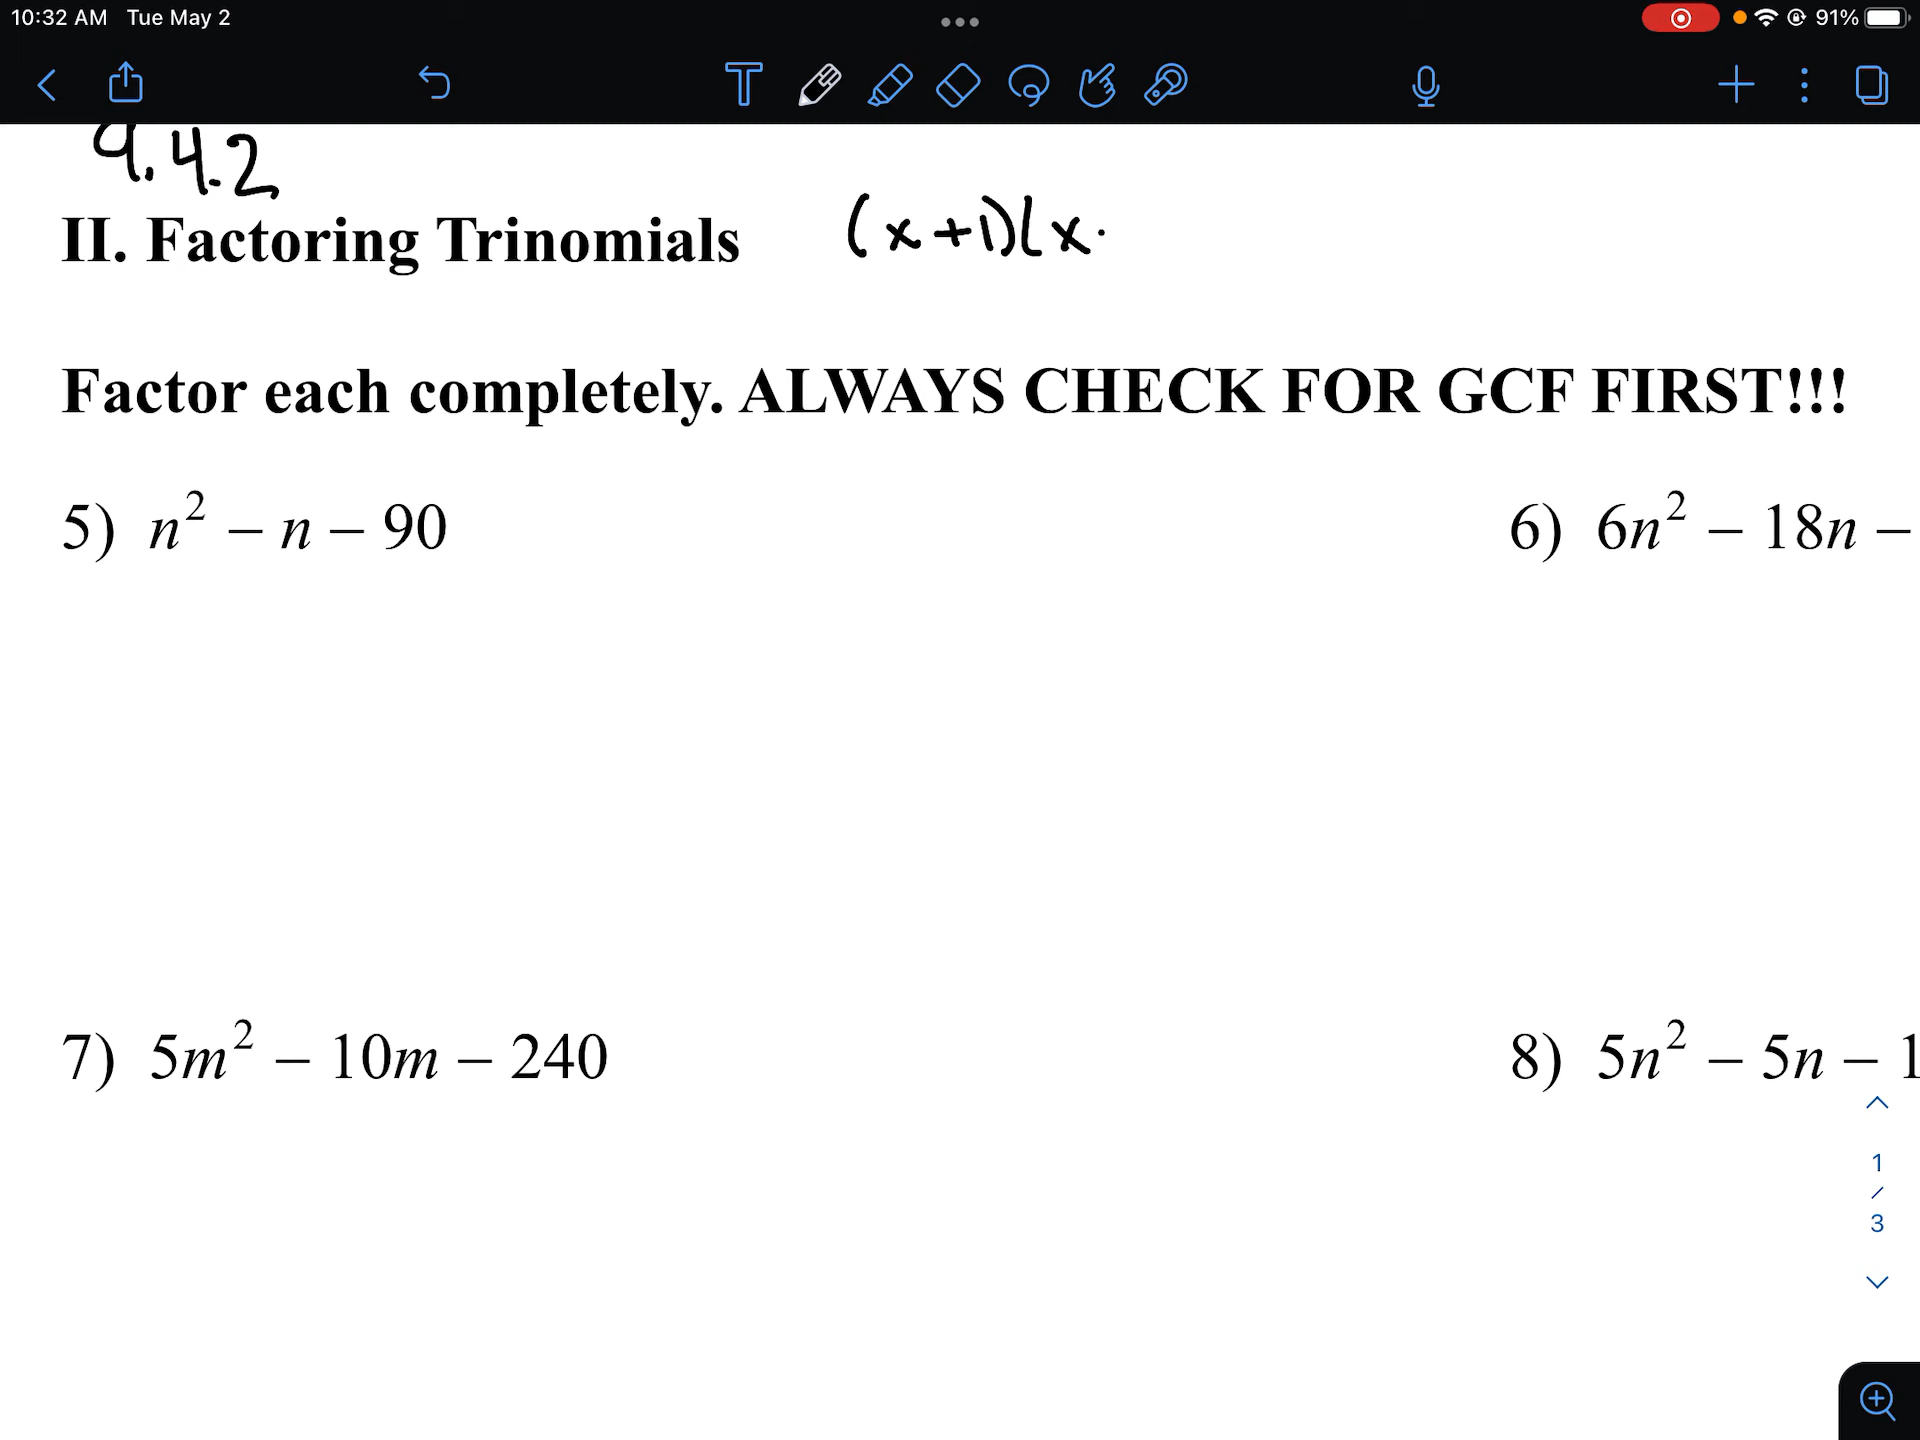 10:32 AM Tue May 2
91%
9.4.2
II. Factoring Trinomials (x+1)(x-
Factor each completely. ALWAYS CHECK FOR GCF FIRST!!!
5) n² – n – 90
6) 6n² – 18n –
7) 5m² – 10m – 240
8) 5n² – 5n – 1
1
/
3